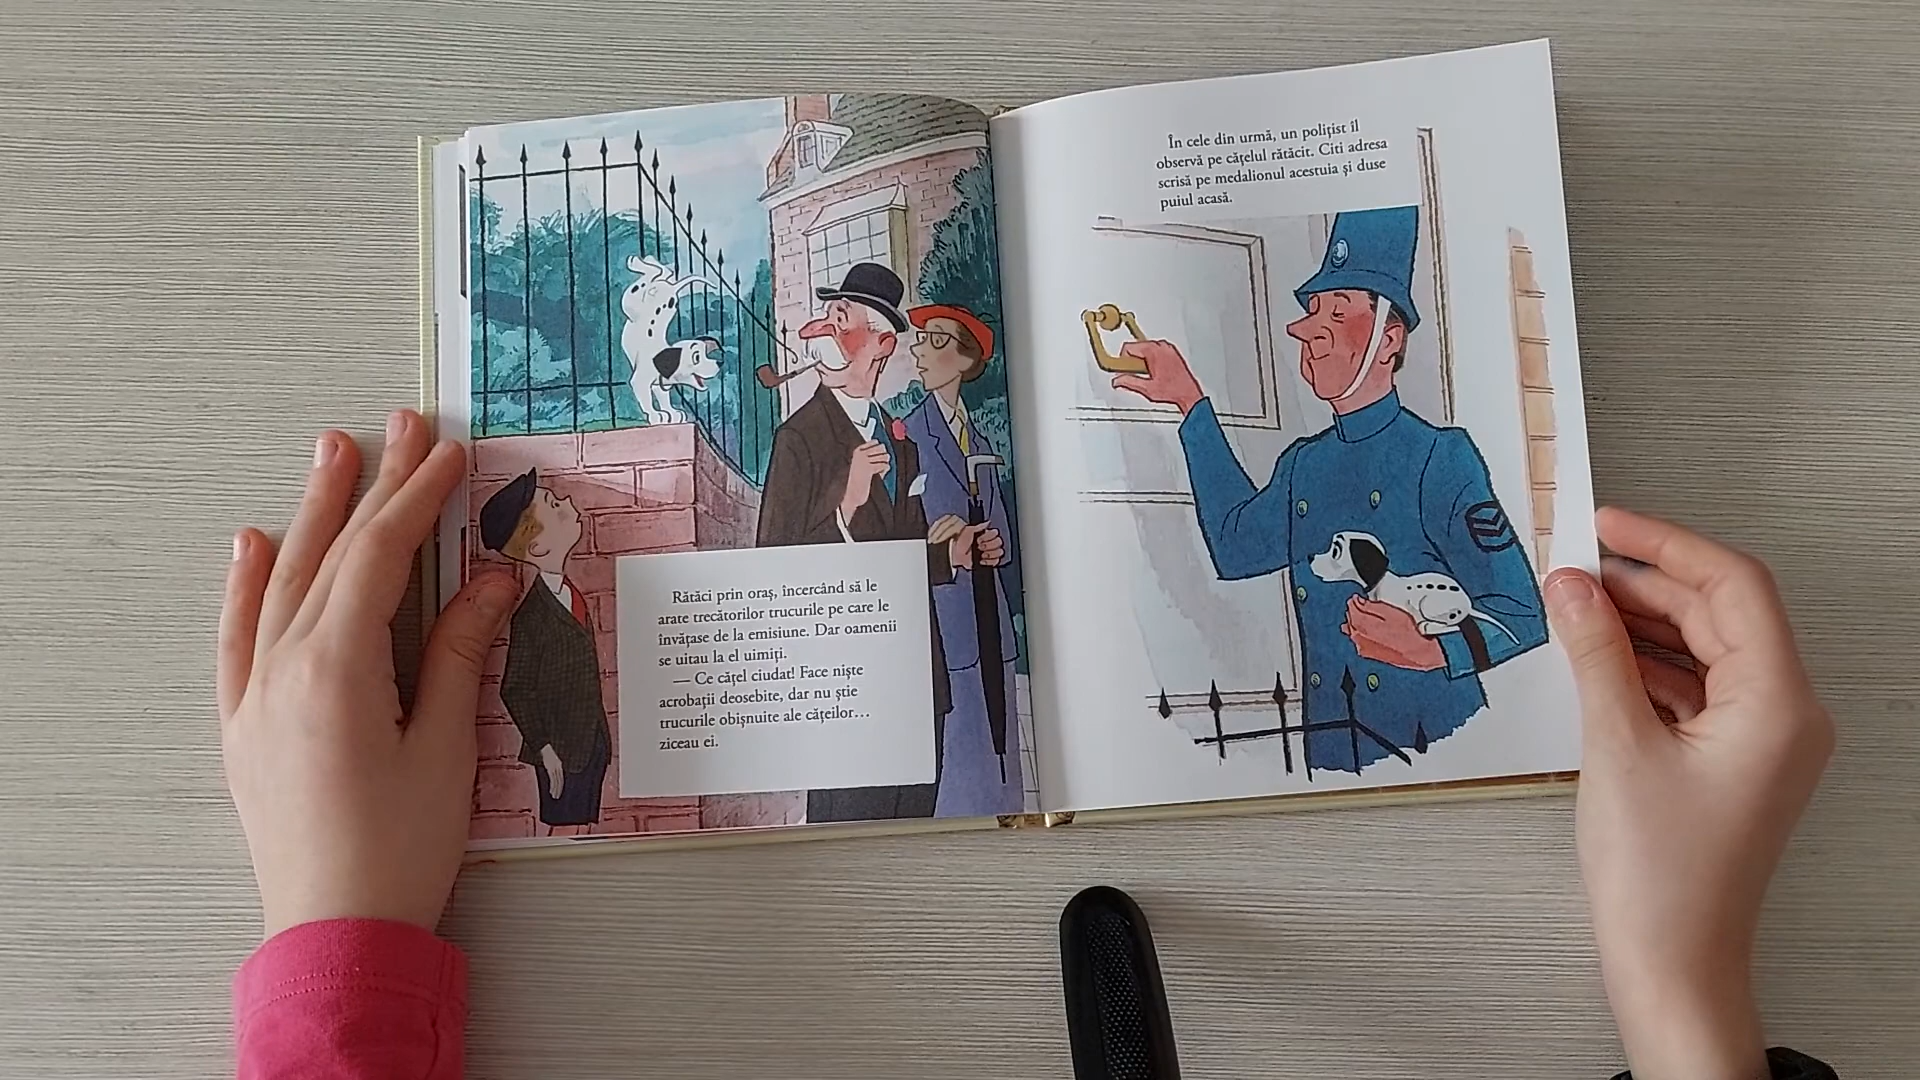 Rătăci prin oraș, încercând să le
arate trecătorilor trucurile pe care le
învățase de la emisiune. Dar oamenii
se uitau la el uimiți.
— Ce cățel ciudat! Face niște
acrobații deosebite, dar nu știe
trucurile obișnuite ale cățeilor…
ziceau ei.
În cele din urmă, un polițist îl
observă pe cățelul rătăcit. Citi adresa
scrisă pe medalionul acestuia și duse
puiul acasă.